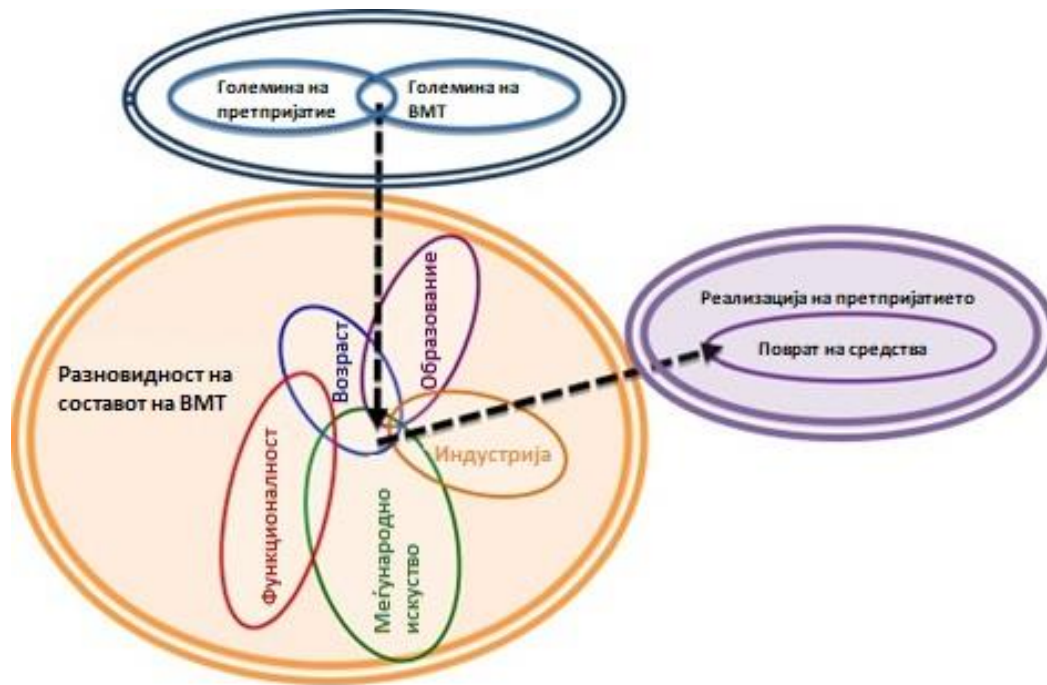 Големина на
претпријатие
Големина на
ВМТ
Разновидност на
составот на ВМТ
Возраст
Образование
Функционалност
Меѓународно
искуство
Индустрија
Реализација на претпријатието
Поврат на средства